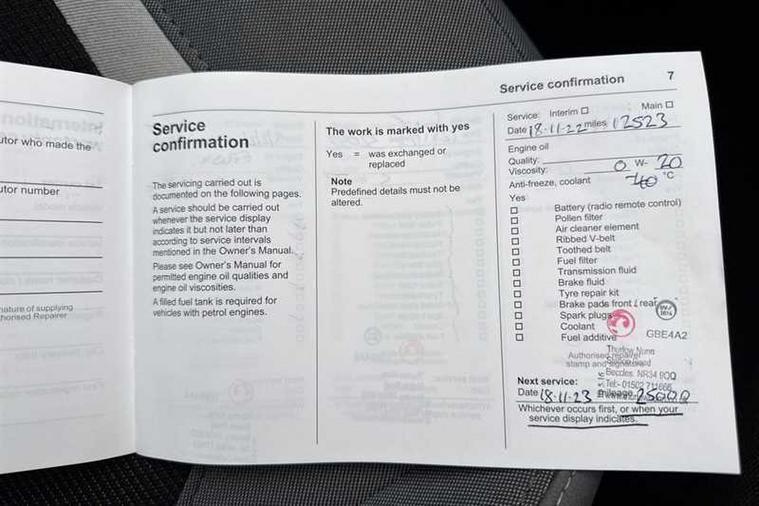 utor who made the
utor number
nature of supplying
horised Repairer
Service
confirmation
The servicing carried out is
documented on the following pages.
A service should be carried out
whenever the service display
indicates it but not later than
according to service intervals
mentioned in the Owner's Manual.
Please see Owner's Manual for
permitted engine oil qualities and
engine oil viscosities.
A filled fuel tank is required for
vehicles with petrol engines.
The work is marked with yes
Yes = was exchanged or
replaced
Note
Predefined details must not be
altered.
Service confirmation 7
Service: Interim Main
Date 18-11-22 miles 12523
Engine oil
Quality:
Viscosity: 0 W- 20
Anti-freeze, coolant -40 °C
Yes
Battery (radio remote control)
Pollen filter
Air cleaner element
Ribbed V-belt
Toothed belt
Fuel filter
Transmission fluid
Brake fluid
Tyre repair kit
Brake pads front / rear
Spark plugs
Coolant
Fuel additive GBE4A2
Thurlow Nunn
Authorised repairer
stamp and signature
Beccles. NR34 9QQ
Next service: Tel:- 01502 711666
Date 18-11-23 mileage 25000
Whichever occurs first, or when your
service display indicates.